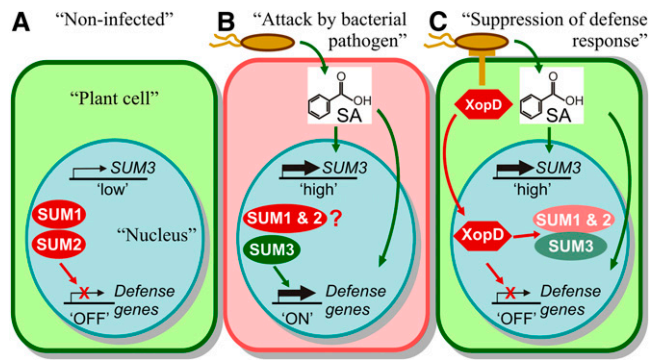 A "Non-infected"
"Plant cell"
SUM3
'low'
SUM1
SUM2
"Nucleus"
X
Defense
genes
'OFF'
B "Attack by bacterial
pathogen"
O
OH
SA
SUM3
'high'
SUM1 & 2 ?
SUM3
Defense
genes
'ON'
C "Suppression of defense
response"
XopD
O
OH
SA
SUM3
'high'
XopD
SUM1 & 2
SUM3
X
Defense
genes
'OFF'